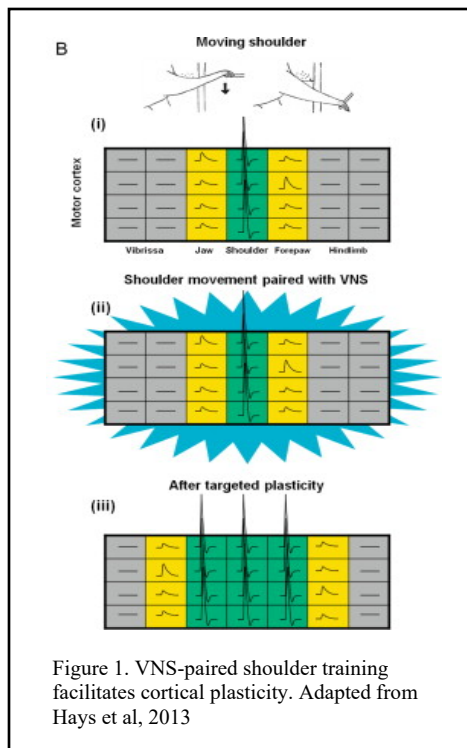 B
Moving shoulder
(i)
Motor cortex
Vibrissa Jaw Shoulder Forepaw Hindlimb
Shoulder movement paired with VNS
(ii)
After targeted plasticity
(iii)
Figure 1. VNS-paired shoulder training
facilitates cortical plasticity. Adapted from
Hays et al, 2013